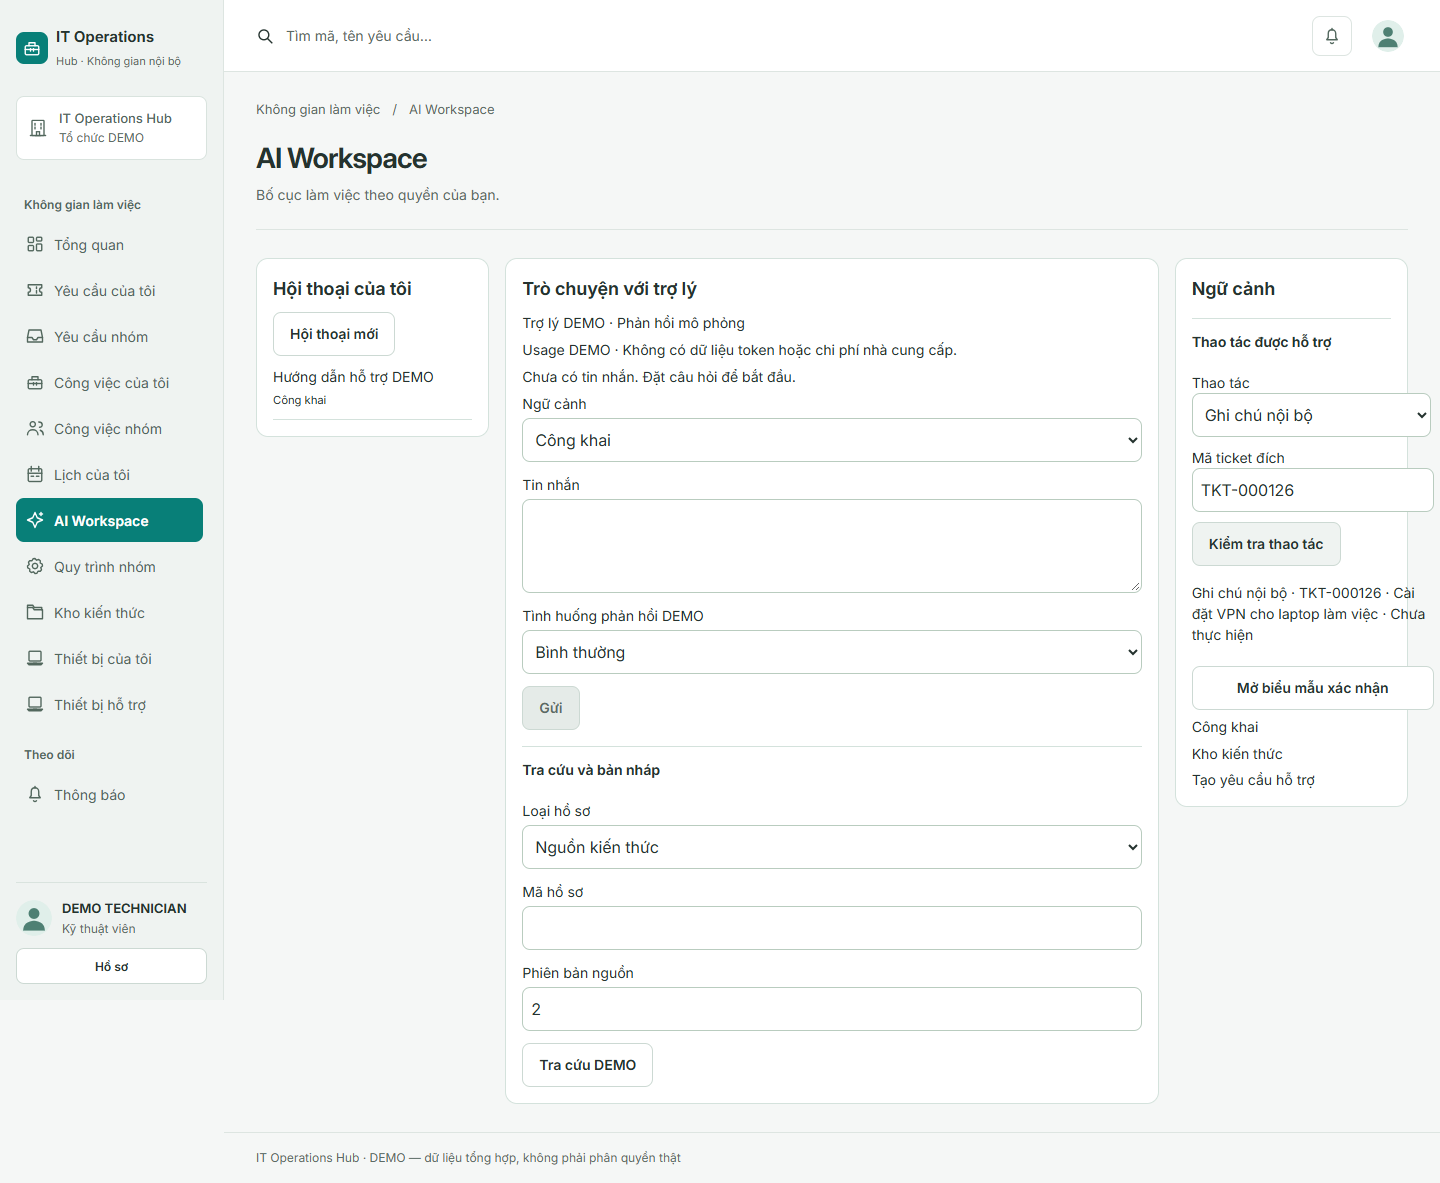 IT Operations
Hub · Không gian nội bộ
IT Operations Hub
Tổ chức DEMO
Không gian làm việc
Tổng quan
Yêu cầu của tôi
Yêu cầu nhóm
Công việc của tôi
Công việc nhóm
Lịch của tôi
AI Workspace
Quy trình nhóm
Kho kiến thức
Thiết bị của tôi
Thiết bị hỗ trợ
Theo dõi
Thông báo
DEMO TECHNICIAN
Kỹ thuật viên
Hồ sơ
Tìm mã, tên yêu cầu...
Không gian làm việc / AI Workspace
AI Workspace
Bố cục làm việc theo quyền của bạn.
Hội thoại của tôi
Hội thoại mới
Hướng dẫn hỗ trợ DEMO
Công khai
Trò chuyện với trợ lý
Trợ lý DEMO · Phản hồi mô phỏng
Usage DEMO · Không có dữ liệu token hoặc chi phí nhà cung cấp.
Chưa có tin nhắn. Đặt câu hỏi để bắt đầu.
Ngữ cảnh
Công khai
Tin nhắn
Tình huống phản hồi DEMO
Bình thường
Gửi
Tra cứu và bản nháp
Loại hồ sơ
Nguồn kiến thức
Mã hồ sơ
Phiên bản nguồn
2
Tra cứu DEMO
Ngữ cảnh
Thao tác được hỗ trợ
Thao tác
Ghi chú nội bộ
Mã ticket đích
TKT-000126
Kiểm tra thao tác
Ghi chú nội bộ · TKT-000126 · Cài
đặt VPN cho laptop làm việc · Chưa
thực hiện
Mở biểu mẫu xác nhận
Công khai
Kho kiến thức
Tạo yêu cầu hỗ trợ
IT Operations Hub · DEMO — dữ liệu tổng hợp, không phải phân quyền thật